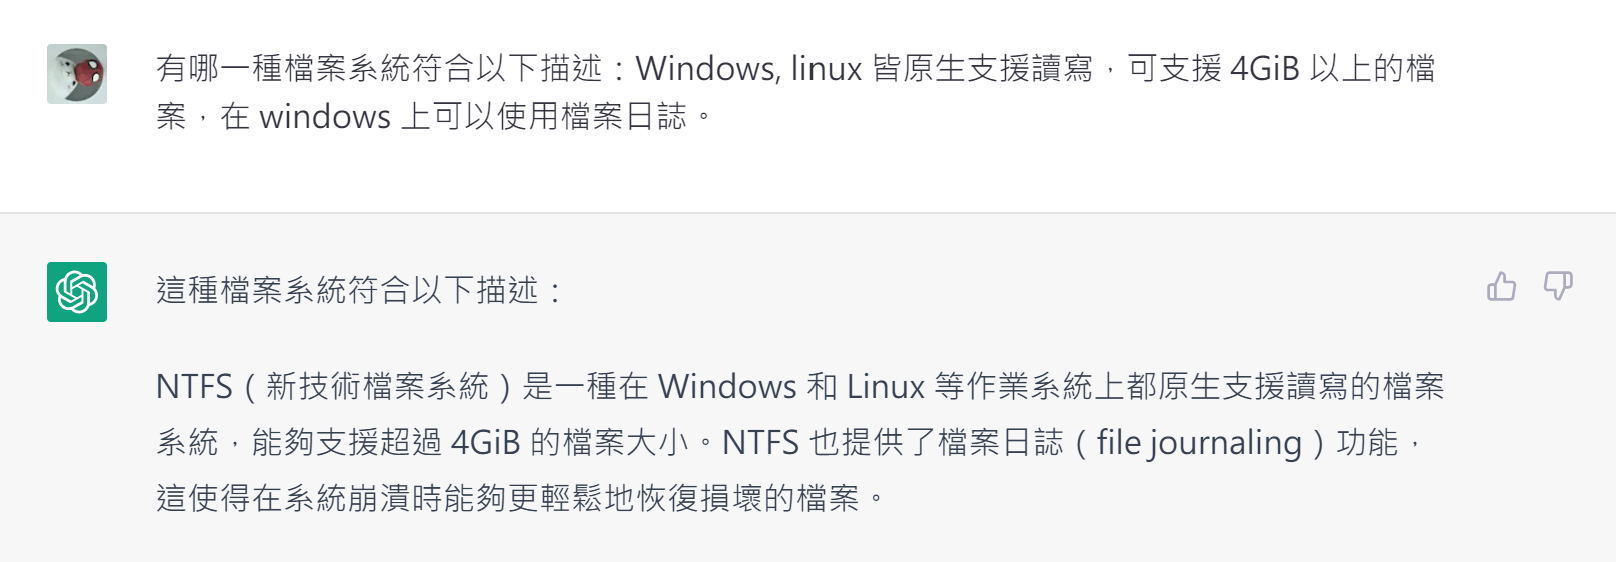 有哪一種檔案系統符合以下描述：Windows, linux 皆原生支援讀寫，可支援 4GiB 以上的檔
案，在 windows 上可以使用檔案日誌。
這種檔案系統符合以下描述：
NTFS（新技術檔案系統）是一種在 Windows 和 Linux 等作業系統上都原生支援讀寫的檔案
系統，能夠支援超過 4GiB 的檔案大小。NTFS 也提供了檔案日誌（file journaling）功能，
這使得在系統崩潰時能夠更輕鬆地恢復損壞的檔案。